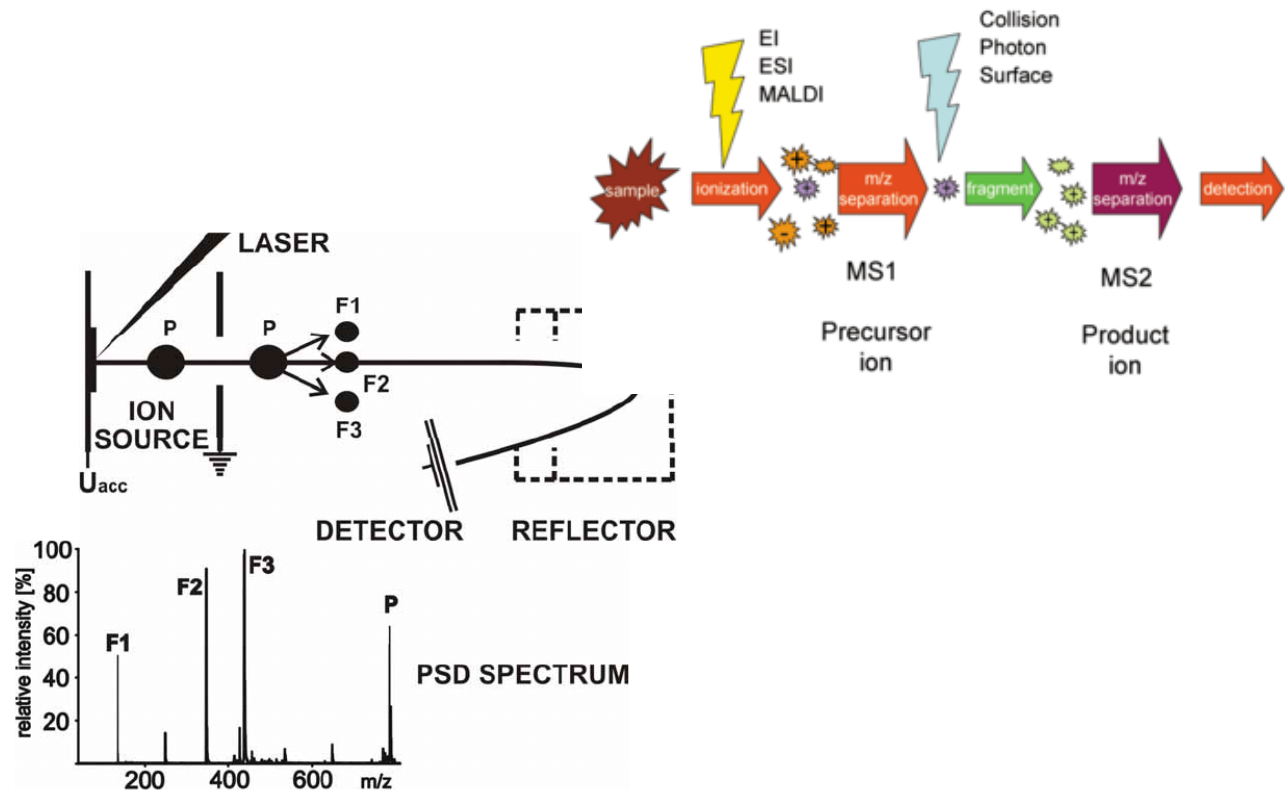 EI
ESI
MALDI
Collision
Photon
Surface
sample
ionization
+
+
-
+
m/z
separation
+
fragment
+
+
+
m/z
separation
detection
MS1
MS2
Precursor
ion
Product
ion
LASER
P
P
F1
F2
F3
ION
SOURCE
Uacc
DETECTOR
REFLECTOR
relative intensity [%]
100
80
60
40
20
F1
F2
F3
P
PSD SPECTRUM
200
400
600
m/z